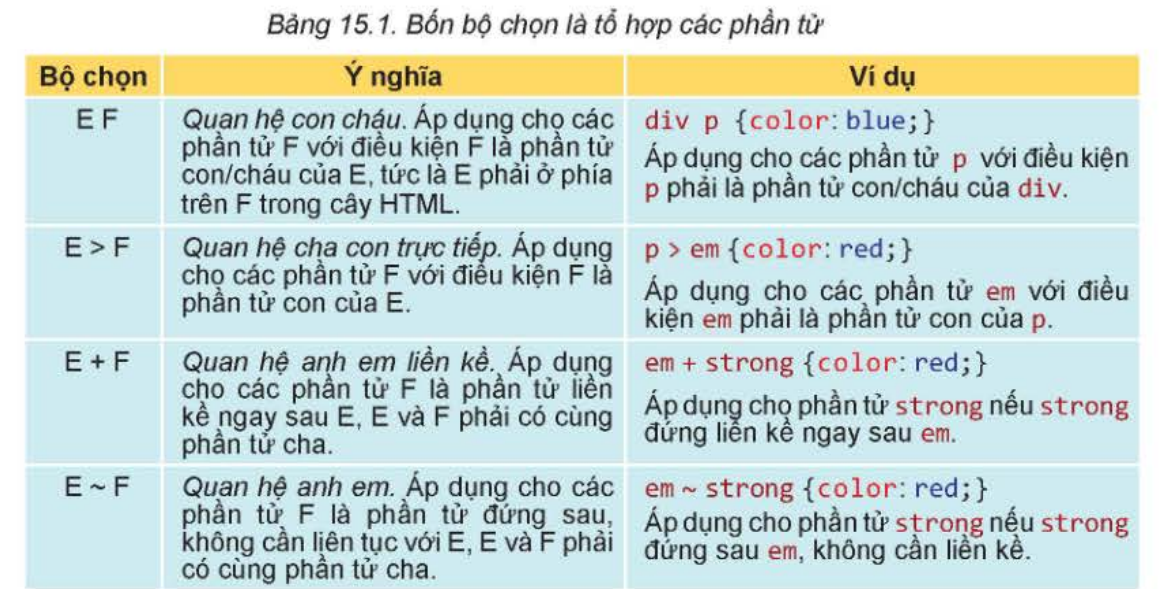 Bảng 15.1. Bốn bộ chọn là tổ hợp các phần tử
Bộ chọn Ý nghĩa Ví dụ
E F
Quan hệ con cháu. Áp dụng cho các
phần tử F với điều kiện F là phần tử
con/cháu của E, tức là E phải ở phía
trên F trong cây HTML.
div p {color: blue;}
Áp dụng cho các phần tử p với điều kiện
p phải là phần tử con/cháu của div.
E > F
Quan hệ cha con trực tiếp. Áp dụng
cho các phần tử F với điều kiện F là
phần tử con của E.
p > em {color: red;}
Áp dụng cho các phần tử em với điều
kiện em phải là phần tử con của p.
E + F
Quan hệ anh em liền kề. Áp dụng
cho các phần tử F là phần tử liền
kề ngay sau E, E và F phải có cùng
phần tử cha.
em + strong {color: red;}
Áp dụng cho phần tử strong nếu strong
đứng liền kề ngay sau em.
E ~ F
Quan hệ anh em. Áp dụng cho các
phần tử F là phần tử đứng sau,
không cần liên tục với E, E và F phải
có cùng phần tử cha.
em ~ strong {color: red;}
Áp dụng cho phần tử strong nếu strong
đứng sau em, không cần liền kề.